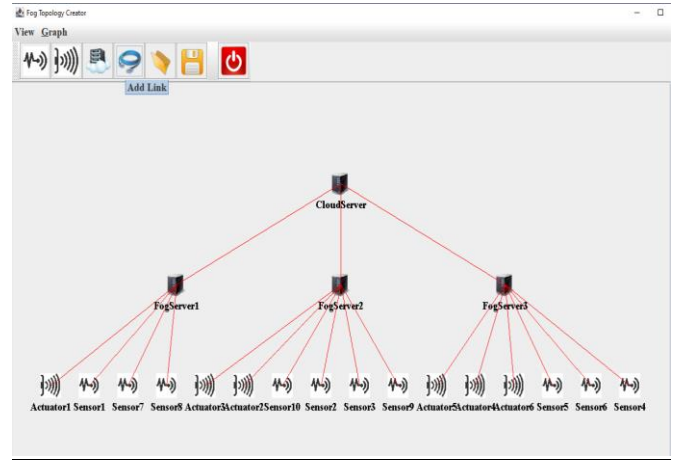 Fog Topology Creator
View Graph
Add Link
CloudServer
FogServer1 FogServer2 FogServer3
Actuator1 Sensor1 Sensor7 Sensor8 Actuator3 Actuator2 Sensor10 Sensor2 Sensor3 Sensor9 Actuator5 Actuator4 Actuator6 Sensor5 Sensor6 Sensor4